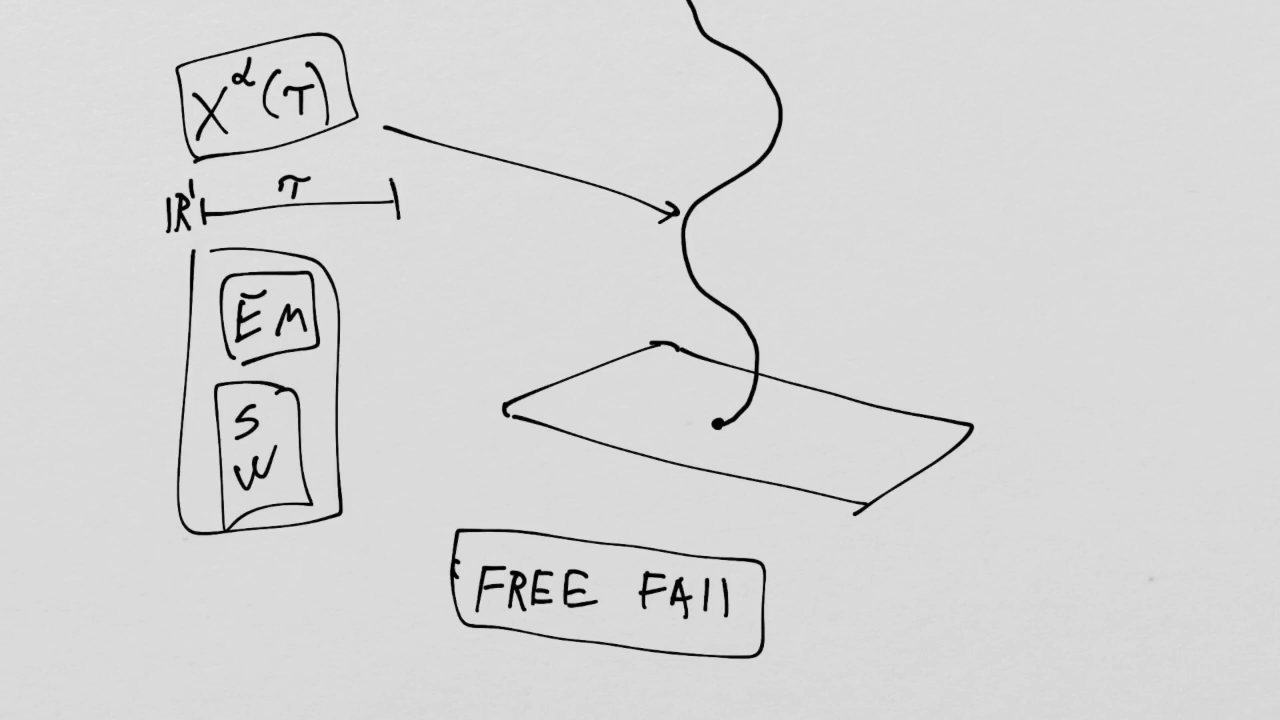 X^α(τ)
τ
ℝ¹
EM
S
W
FREE FAll